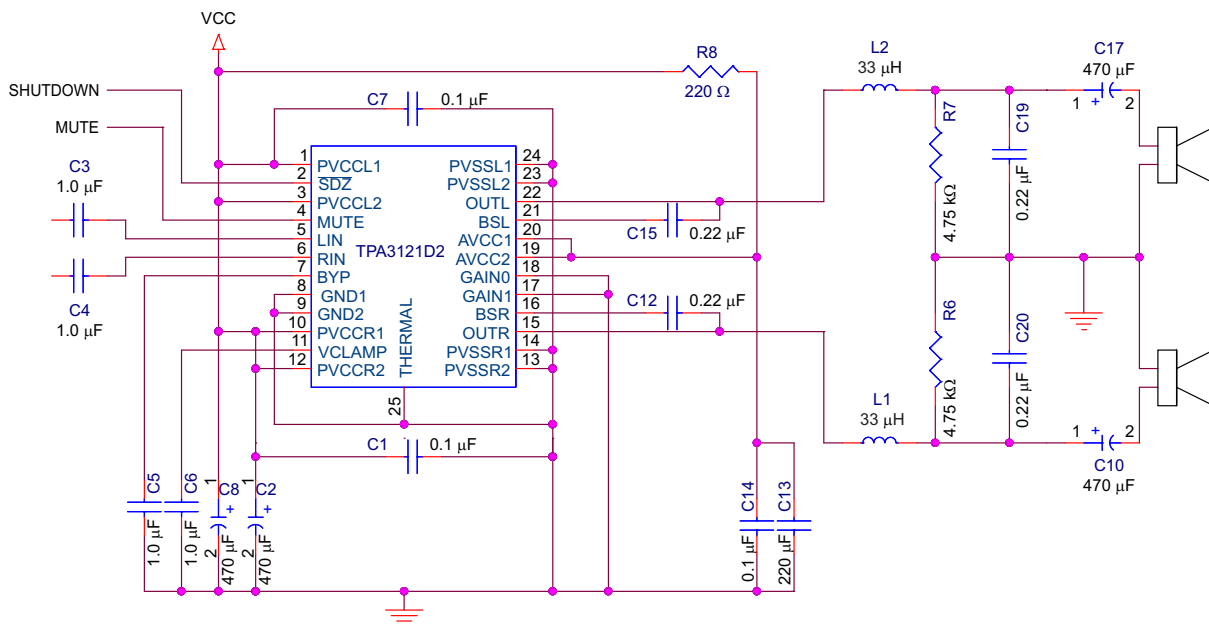 VCC
R8
220 Ω
L2
33 µH
C17
470 µF
1 + 2
SHUTDOWN
MUTE
C7
0.1 µF
C3
1.0 µF
C4
1.0 µF
1 PVCCL1
2 SDZ
3 PVCCL2
4 MUTE
5 LIN
6 RIN
7 BYP
8 GND1
9 GND2
10 PVCCR1
11 VCLAMP
12 PVCCR2
TPA3121D2
THERMAL
25
PVSSL1 24
PVSSL2 23
OUTL 22
BSL 21
AVCC1 20
AVCC2 19
GAIN0 18
GAIN1 17
BSR 16
OUTR 15
PVSSR1 14
PVSSR2 13
C15
0.22 µF
C12
0.22 µF
R7
4.75 kΩ
C19
0.22 µF
R6
4.75 kΩ
C20
0.22 µF
L1
33 µH
1 + 2
C10
470 µF
C1
0.1 µF
C5
1.0 µF
C6
1.0 µF
1
C8
+
2
470 µF
1
C2
+
2
470 µF
C14
0.1 µF
C13
220 µF